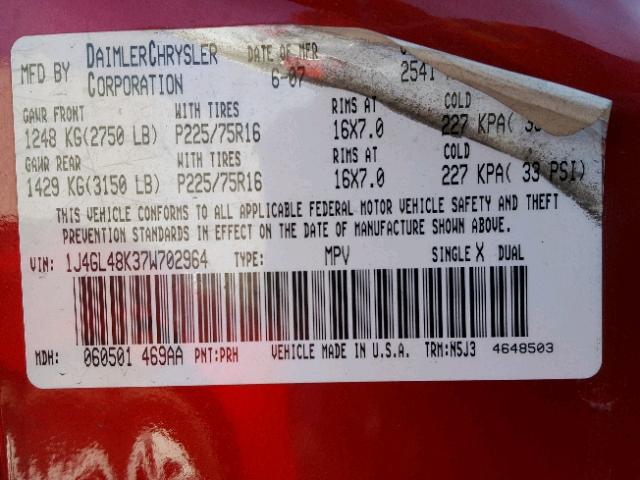 MFD BY DAIMLERCHRYSLER CORPORATION DATE OF MFR 6-07 2541
GAWR FRONT WITH TIRES RIMS AT COLD
1248 KG(2750 LB) P225/75R16 16X7.0 227 KPA(
GAWR REAR WITH TIRES RIMS AT COLD
1429 KG(3150 LB) P225/75R16 16X7.0 227 KPA( 33 PSI)
THIS VEHICLE CONFORMS TO ALL APPLICABLE FEDERAL MOTOR VEHICLE SAFETY AND THEFT
PREVENTION STANDARDS IN EFFECT ON THE DATE OF MANUFACTURE SHOWN ABOVE.
VIN: 1J4GL48K37W702964 TYPE: MPV SINGLE X DUAL
MDH: 060501 469AA PNT:PRH VEHICLE MADE IN U.S.A. TRM:N5J3 4648503